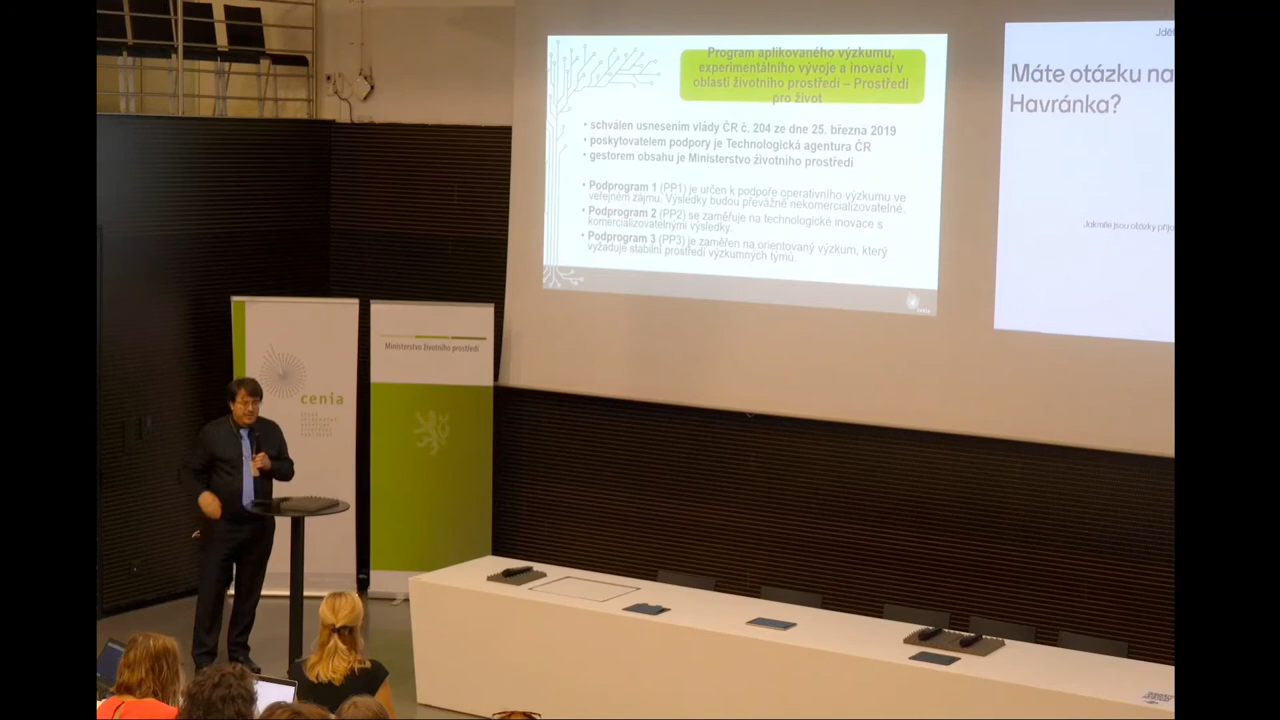 Program aplikovaného výzkumu,
experimentálního vývoje a inovací v
oblasti životního prostředí – Prostředí
pro život
• schválen usnesením vlády ČR č. 204 ze dne 25. března 2019
• poskytovatelem podpory je Technologická agentura ČR
• gestorem obsahu je Ministerstvo životního prostředí
• Podprogram 1 (PP1) je určen k podpoře operativního výzkumu ve
veřejném zájmu. Výsledky budou převážně nekomercializovatelné.
• Podprogram 2 (PP2) se zaměřuje na technologické inovace s
komercializovatelnými výsledky.
• Podprogram 3 (PP3) je zaměřen na orientovaný výzkum, který
vyžaduje stabilní prostředí výzkumných týmů.
Máte otázku na
Havránka?
Jakmile jsou otázky
cenia
Ministerstvo životního prostředí